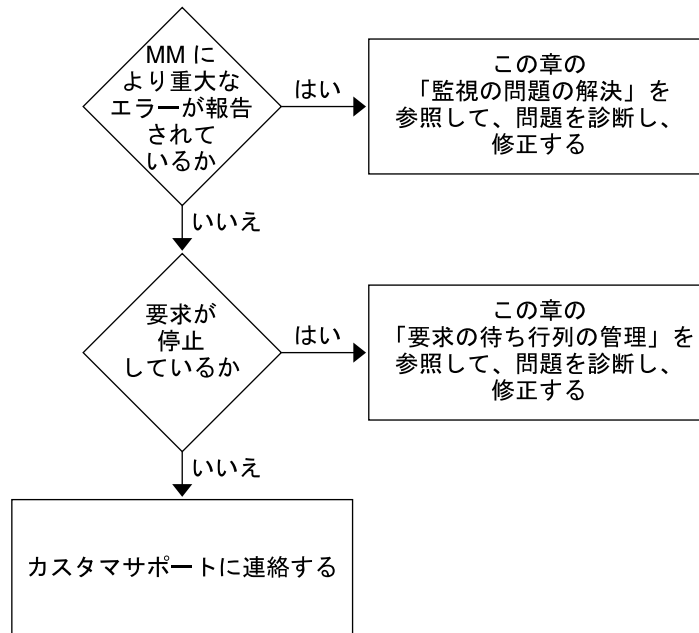 MM に
より重大な
エラーが報告
されて
いるか
はい
この章の
「監視の問題の解決」を
参照して、問題を診断し、
修正する
いいえ
要求が
停止
しているか
はい
この章の
「要求の待ち行列の管理」を
参照して、問題を診断し、
修正する
いいえ
カスタマサポートに連絡する